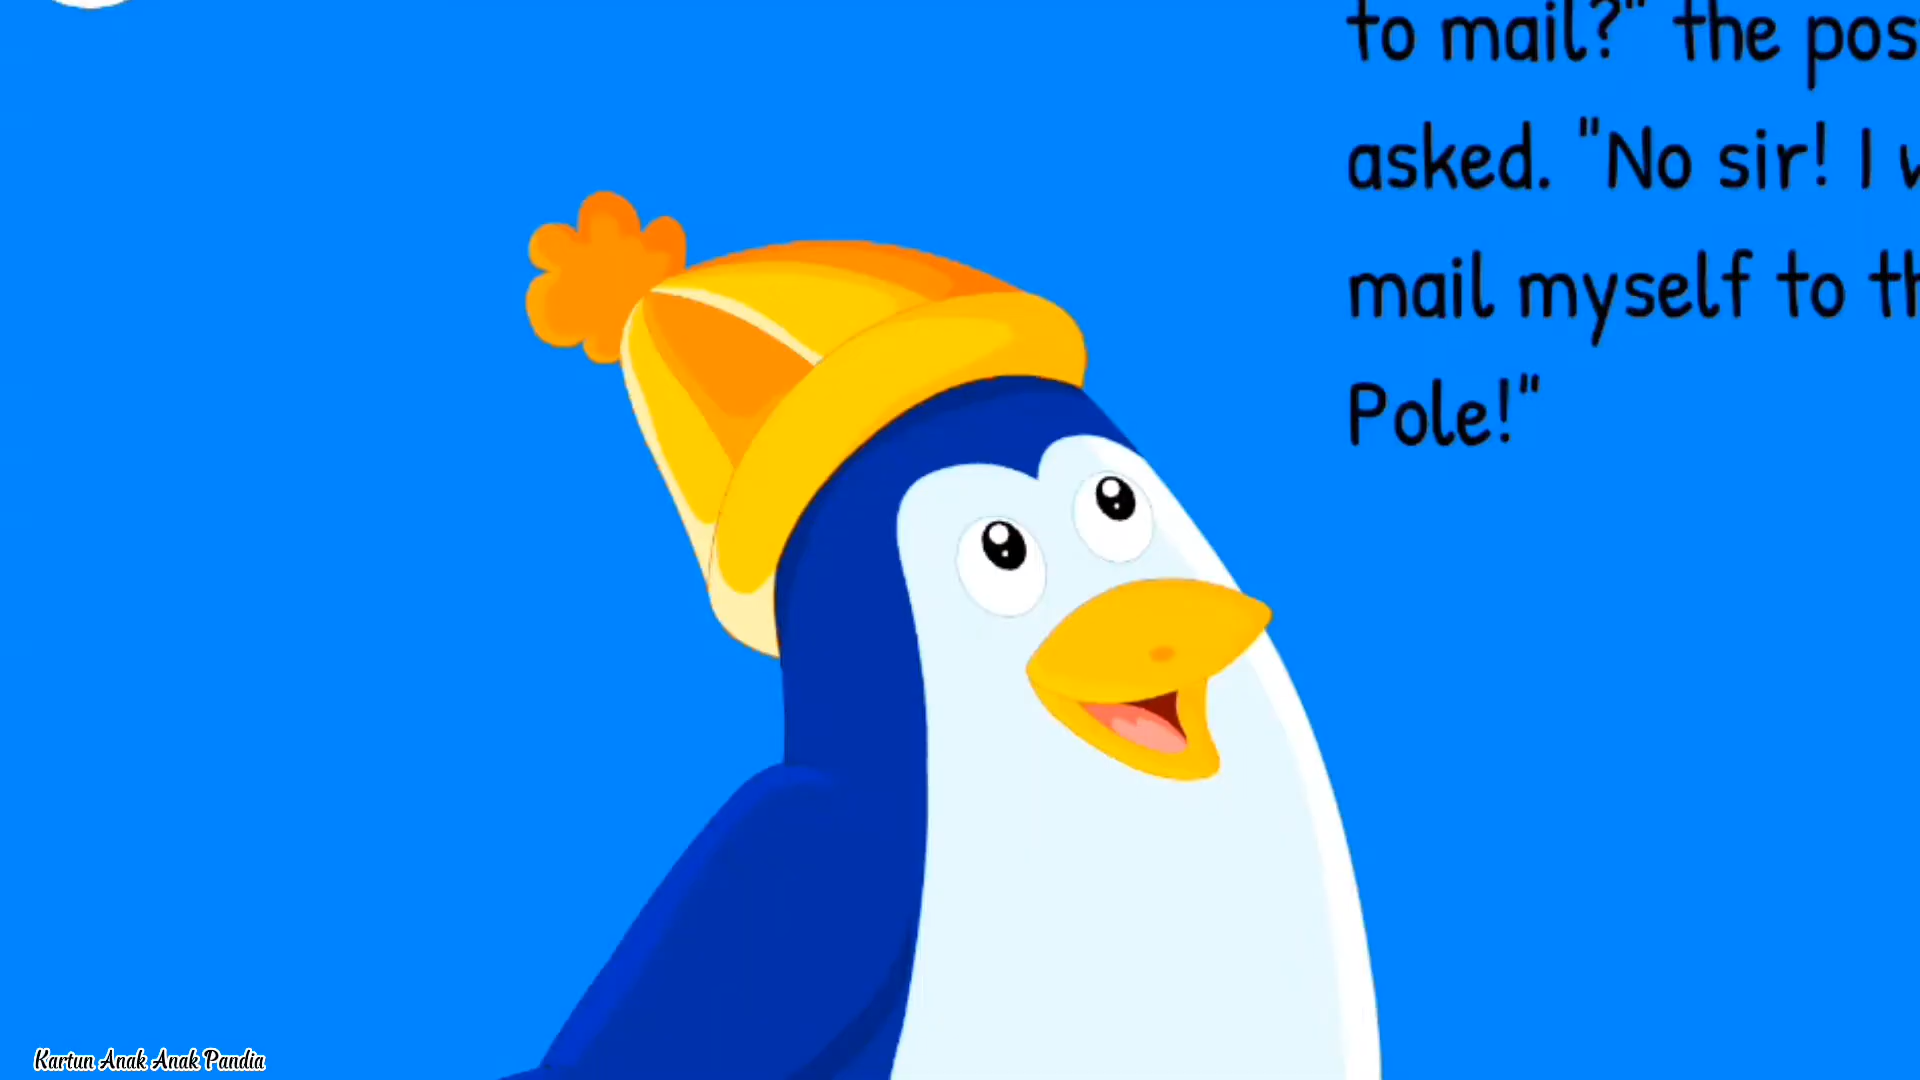 to mail?" the pos
asked. "No sir! I w
mail myself to th
Pole!"
Kartun Anak Anak Pandia